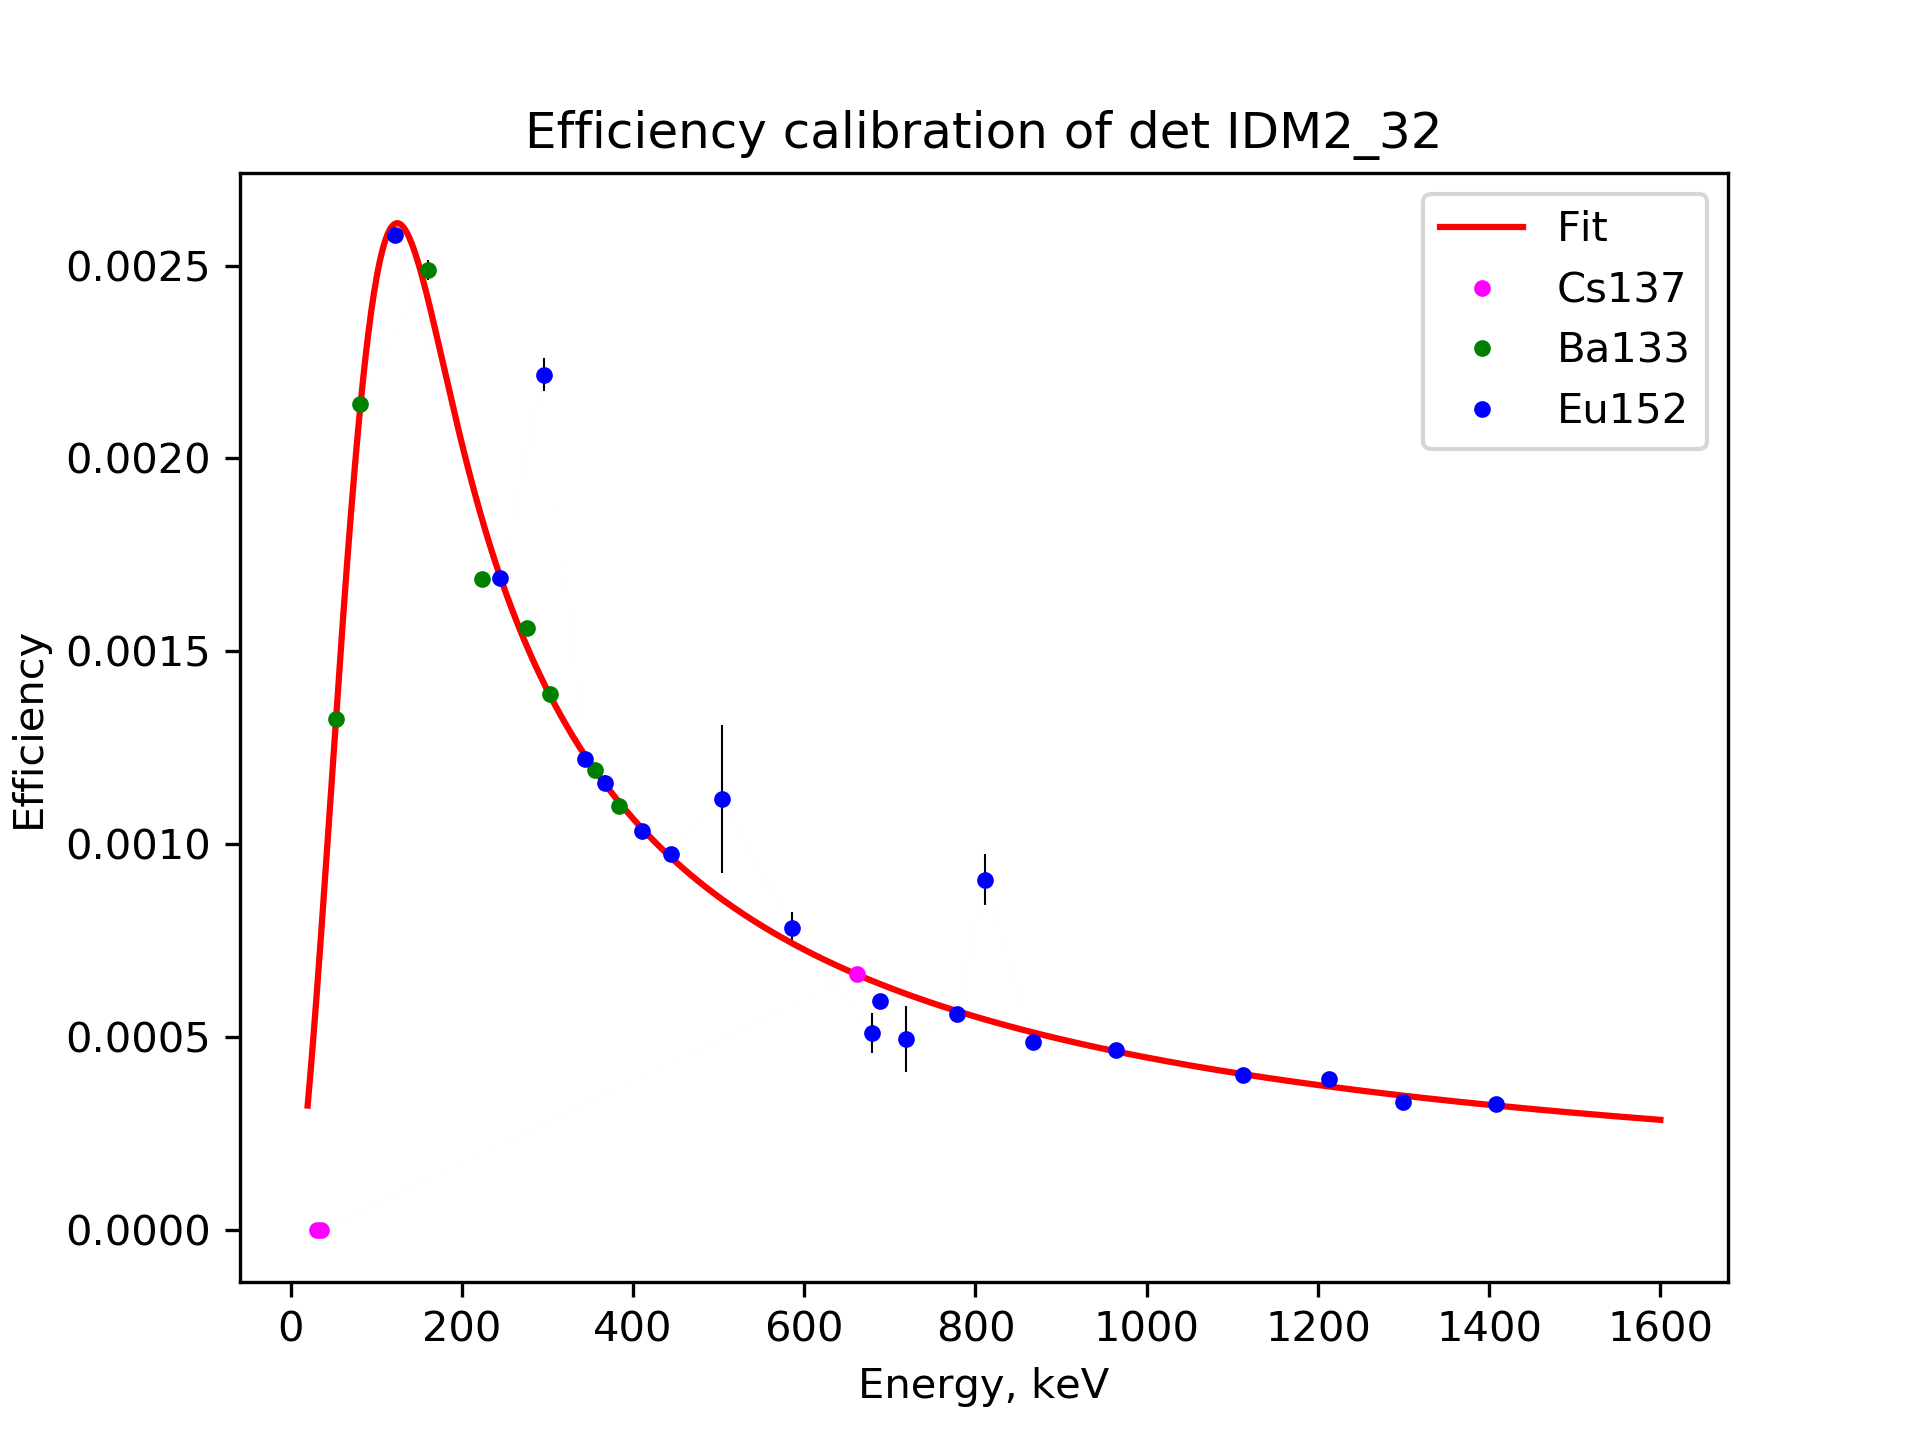 Efficiency calibration of det IDM2_32
Fit
Cs137
Ba133
Eu152
0.0025
0.0020
0.0015
0.0010
0.0005
0.0000
Efficiency
0 200 400 600 800 1000 1200 1400 1600
Energy, keV